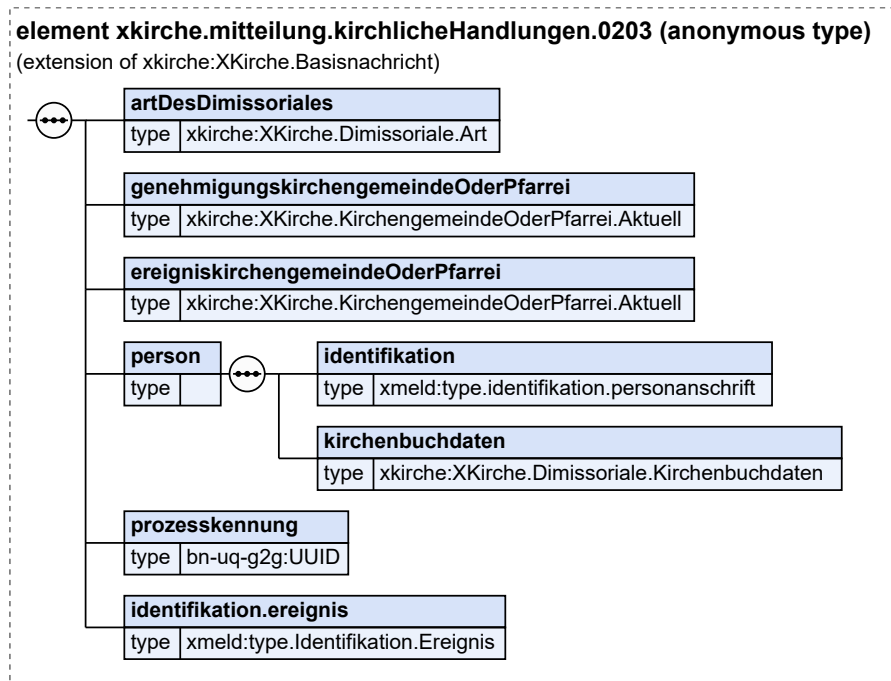 element xkirche.mitteilung.kirchlicheHandlungen.0203 (anonymous type)
(extension of xkirche:XKirche.Basisnachricht)
artDesDimissoriales
type xkirche:XKirche.Dimissoriale.Art
genehmigungskirchengemeindeOderPfarrei
type xkirche:XKirche.KirchengemeindeOderPfarrei.Aktuell
ereigniskirchengemeindeOderPfarrei
type xkirche:XKirche.KirchengemeindeOderPfarrei.Aktuell
person
type
identifikation
type xmeld:type.identifikation.personanschrift
kirchenbuchdaten
type xkirche:XKirche.Dimissoriale.Kirchenbuchdaten
prozesskennung
type bn-uq-g2g:UUID
identifikation.ereignis
type xmeld:type.Identifikation.Ereignis